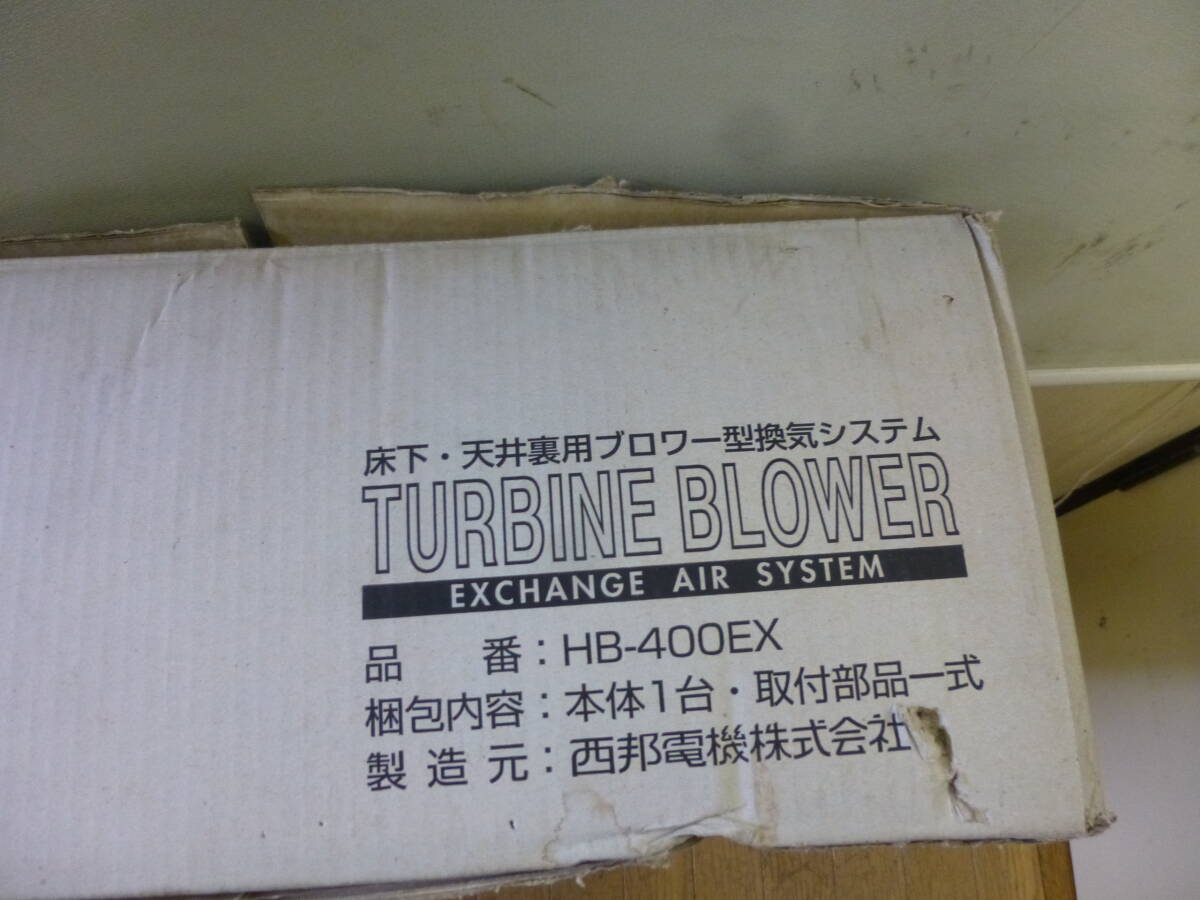 床下・天井裏用ブロワー型換気システム
TURBINE BLOWER
EXCHANGE AIR SYSTEM
品　番：HB-400EX
梱包内容：本体1台・取付部品一式
製造元：西邦電機株式会社